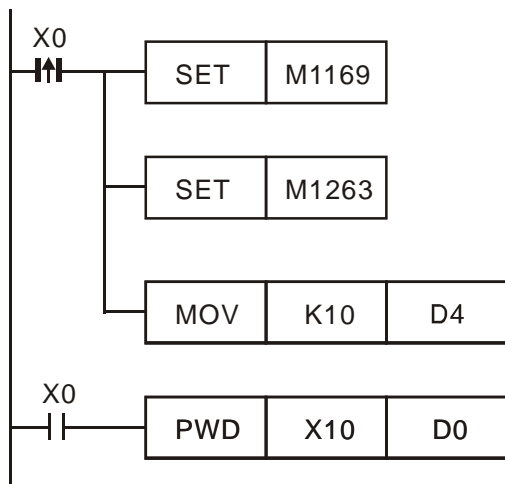 X0
SET M1169
SET M1263
MOV K10 D4
X0
PWD X10 D0